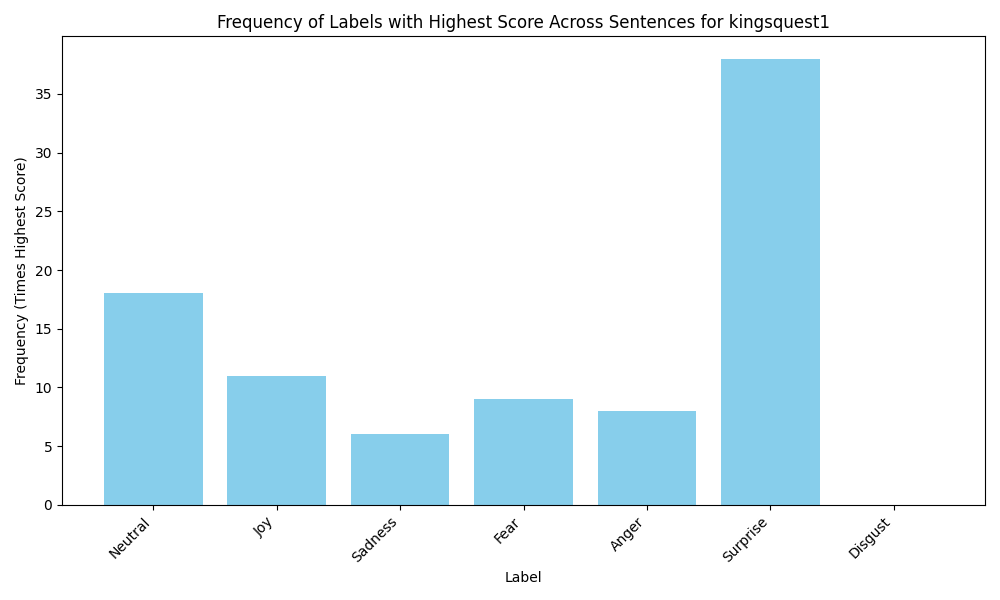 Frequency of Labels with Highest Score Across Sentences for kingsquest1
Frequency (Times Highest Score)
35
30
25
20
15
10
5
0
Neutral
Joy
Sadness
Fear
Anger
Surprise
Disgust
Label